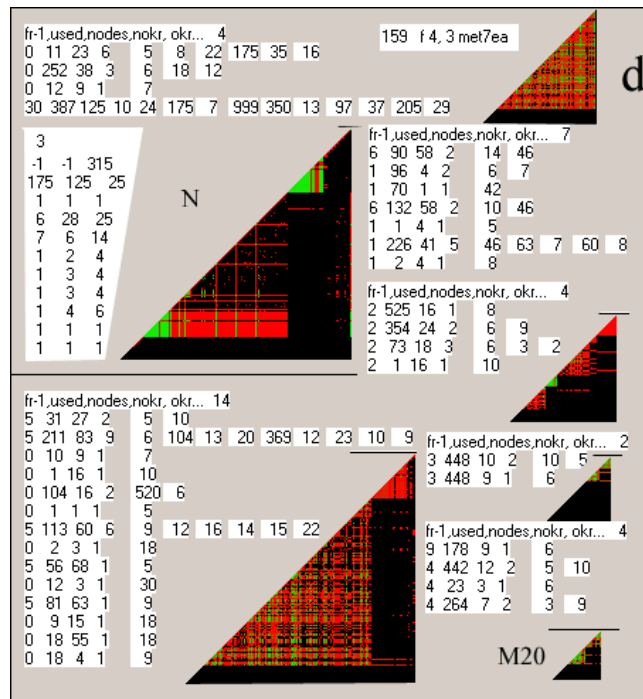 fr-1,used,nodes,nokr, okr... 4
0 11 23 6 5 8 22 175 35 16
0 252 38 3 6 18 12
0 12 9 1 7
30 387 125 10 24 175 7 999 350 13 97 37 205 29
159 f 4, 3 met7ea
d
3
-1 -1 315
175 125 25
1 1 1
6 28 25
7 6 14
1 2 4
1 3 4
1 3 4
1 4 6
1 1 1
1 1 1
N
fr-1,used,nodes,nokr, okr... 7
6 90 58 2 14 46
1 96 4 2 6 7
1 70 1 1 42
6 132 58 2 10 46
1 1 4 1 5
1 226 41 5 46 63 7 60 8
1 2 4 1 8
fr-1,used,nodes,nokr, okr... 4
2 525 16 1 8
2 354 24 2 6 9
2 73 18 3 6 3 2
2 1 16 1 10
fr-1,used,nodes,nokr, okr... 14
5 31 27 2 5 10
5 211 83 9 6 104 13 20 369 12 23 10 9
0 10 9 1 7
0 1 16 1 10
0 104 16 2 520 6
0 1 1 1 5
5 113 60 6 9 12 16 14 15 22
0 2 3 1 18
5 56 68 1 5
0 12 3 1 30
5 81 63 1 9
0 9 15 1 18
0 18 55 1 18
0 18 4 1 9
fr-1,used,nodes,nokr, okr... 2
3 448 10 2 10 5
3 448 9 1 6
fr-1,used,nodes,nokr, okr... 4
9 178 9 1 6
4 442 12 2 5 10
4 23 3 1 6
4 264 7 2 3 9
M20